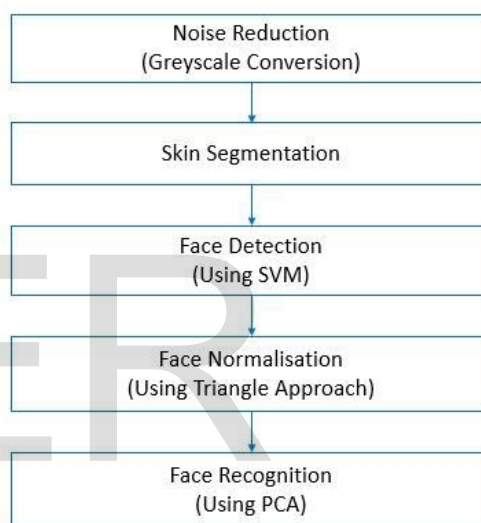 Noise Reduction
(Greyscale Conversion)
Skin Segmentation
Face Detection
(Using SVM)
ER
Face Normalisation
(Using Triangle Approach)
Face Recognition
(Using PCA)